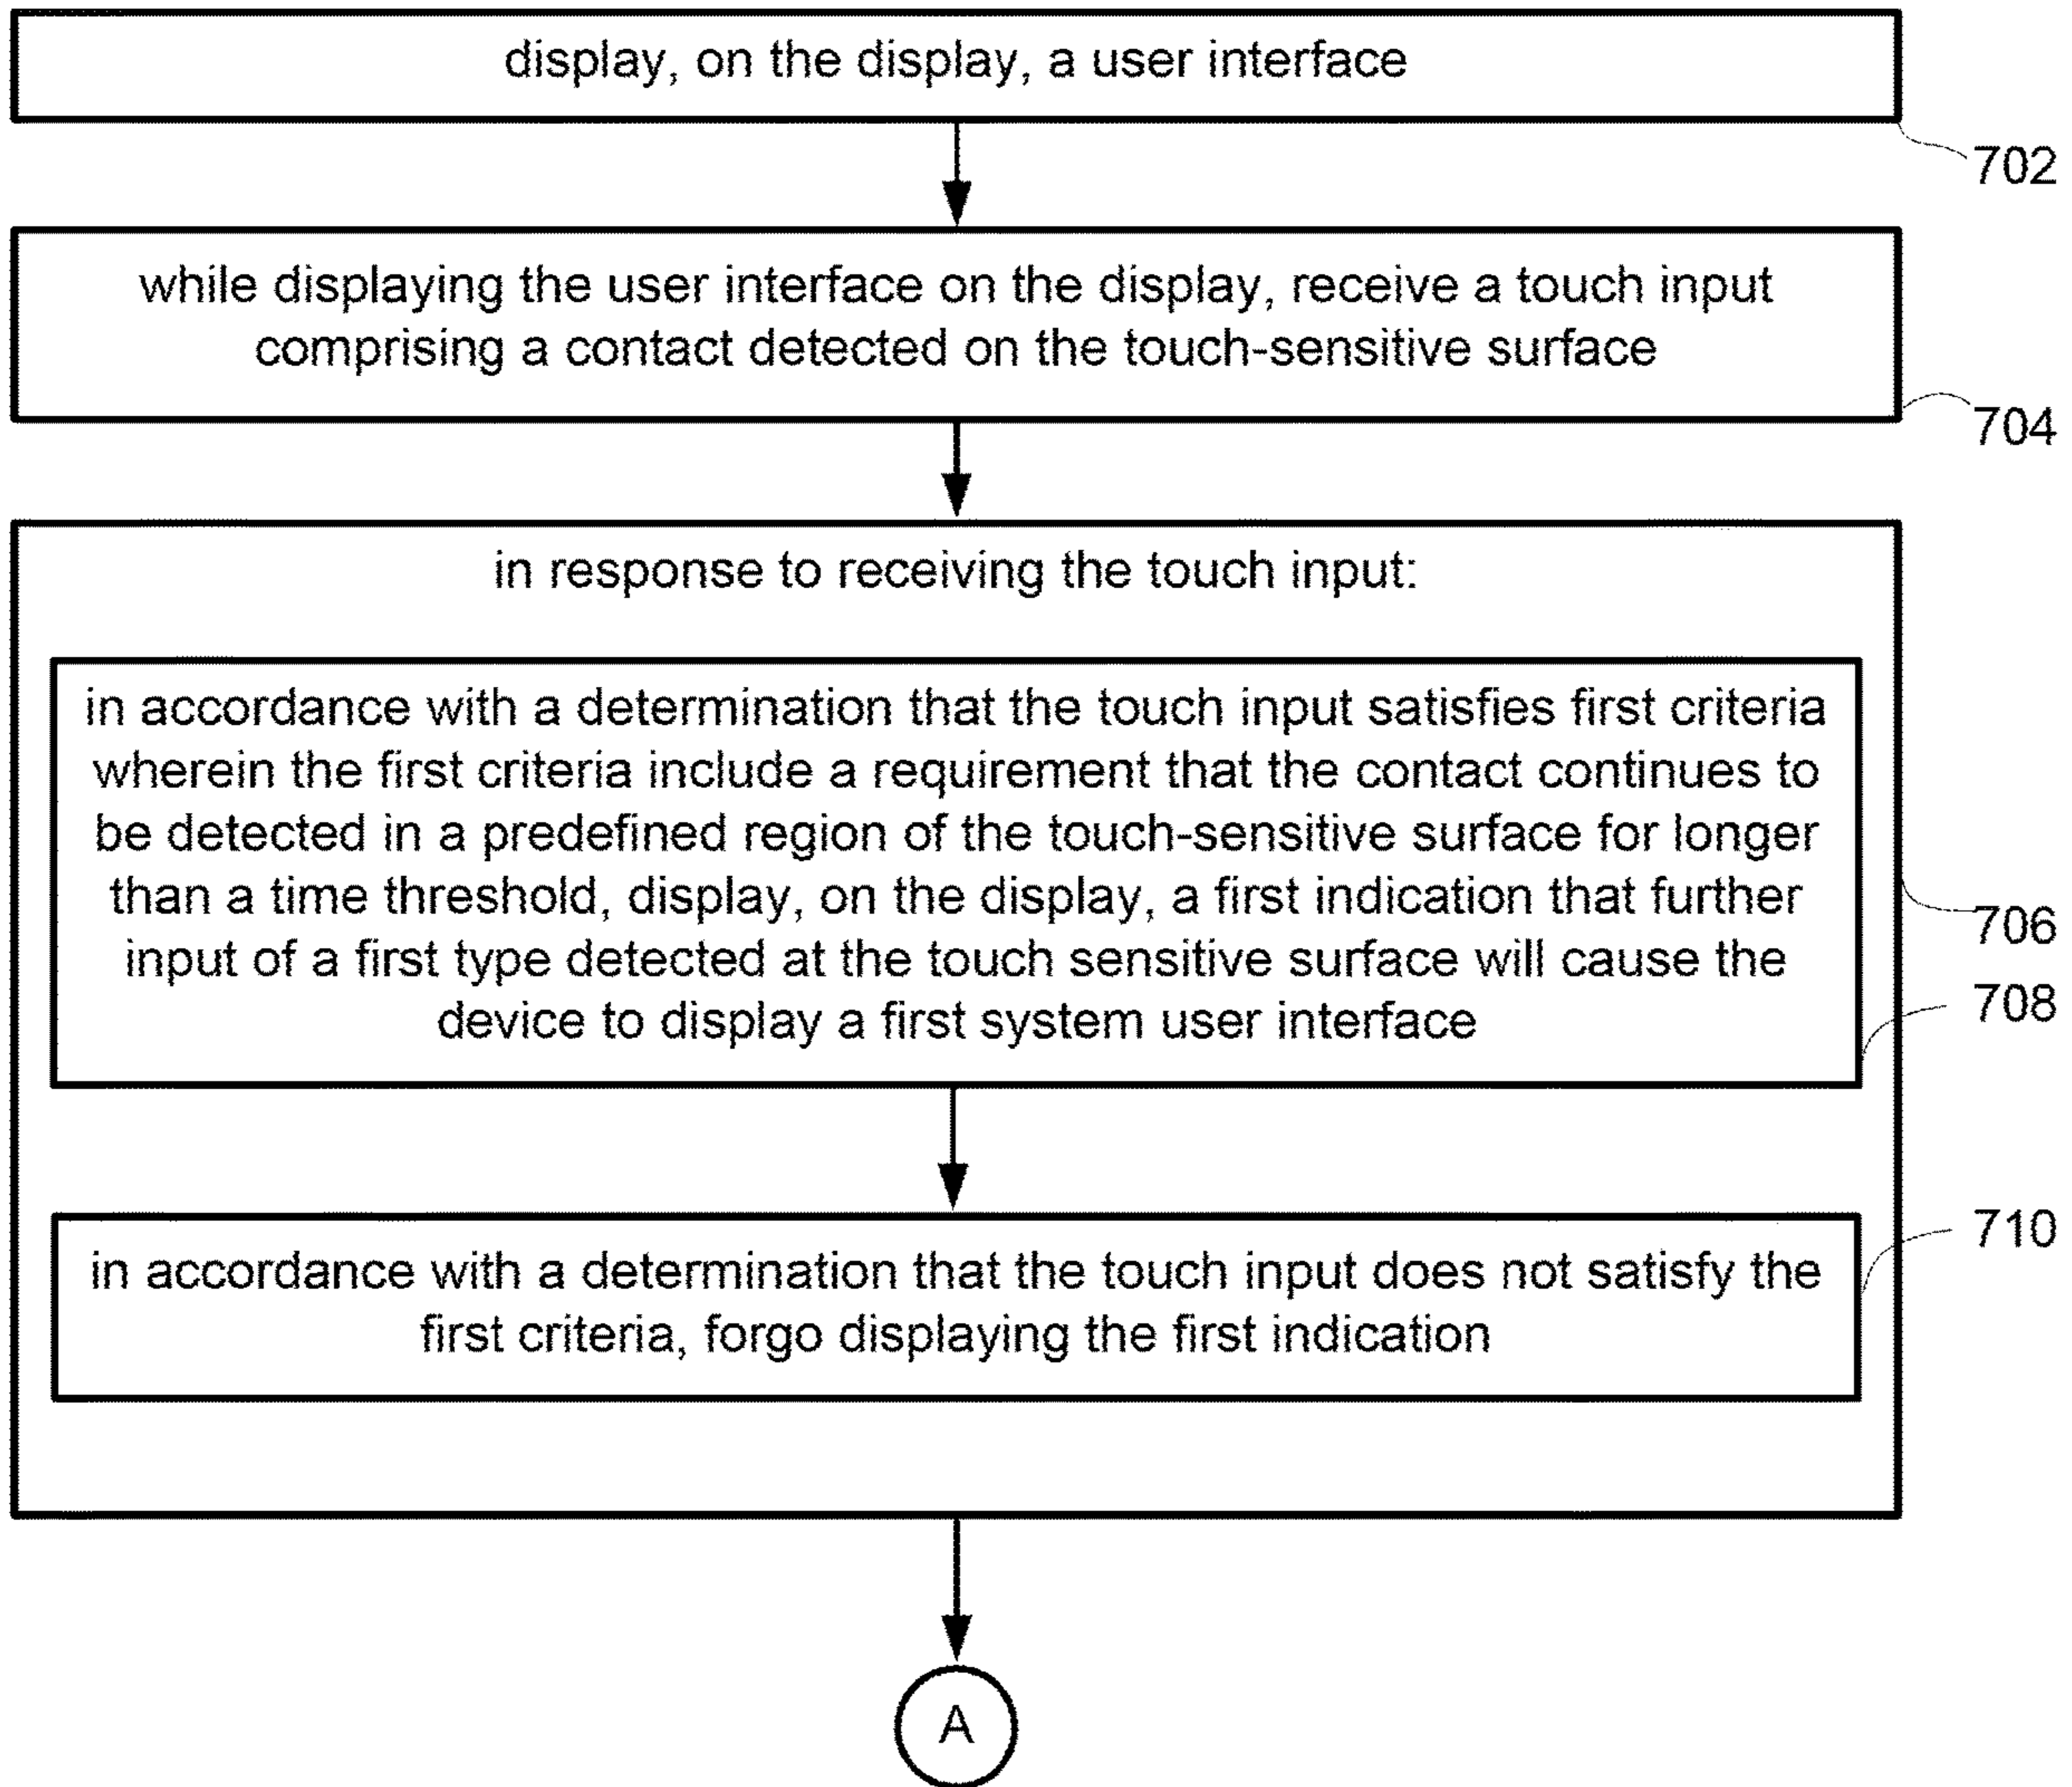 display, on the display, a user interface
702
while displaying the user interface on the display, receive a touch input
comprising a contact detected on the touch-sensitive surface
704
in response to receiving the touch input:
in accordance with a determination that the touch input satisfies first criteria
wherein the first criteria include a requirement that the contact continues to
be detected in a predefined region of the touch-sensitive surface for longer
than a time threshold, display, on the display, a first indication that further
input of a first type detected at the touch sensitive surface will cause the
device to display a first system user interface
706
708
710
in accordance with a determination that the touch input does not satisfy the
first criteria, forgo displaying the first indication
A